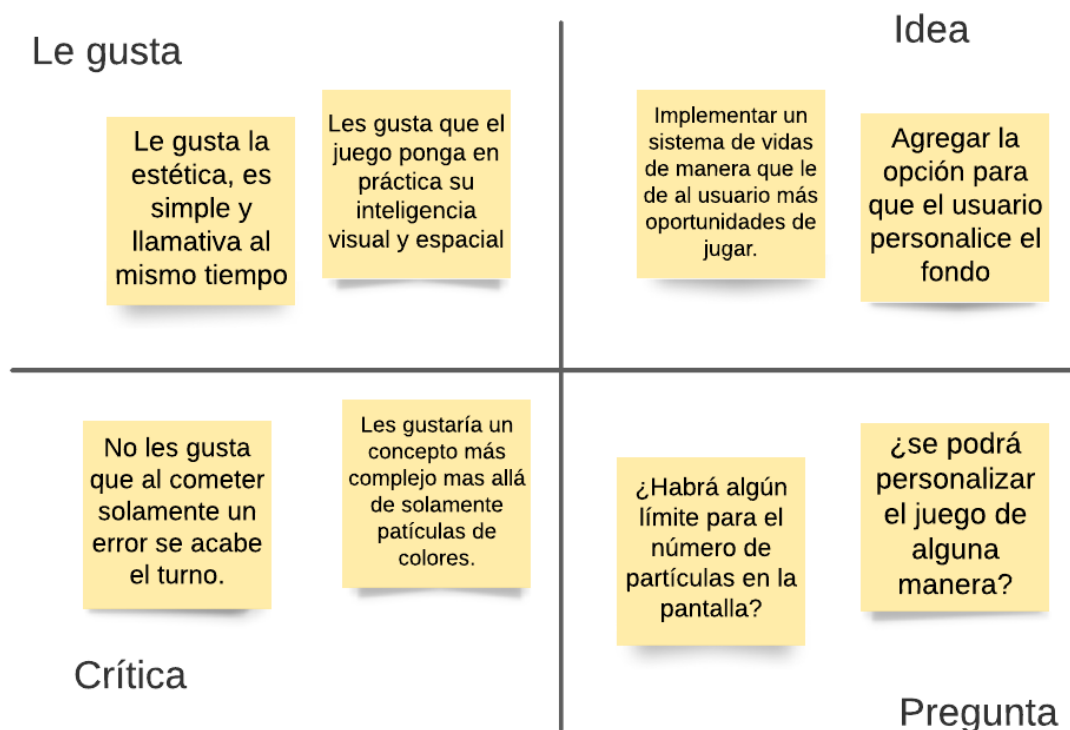 Le gusta
Le gusta la
estética, es
simple y
llamativa al
mismo tiempo
Les gusta que el
juego ponga en
práctica su
inteligencia
visual y espacial
Idea
Implementar un
sistema de vidas
de manera que le
de al usuario más
oportunidades de
jugar.
Agregar la
opción para
que el usuario
personalice el
fondo
No les gusta
que al cometer
solamente un
error se acabe
el turno.
Les gustaría un
concepto más
complejo mas allá
de solamente
patículas de
colores.
Crítica
¿Habrá algún
límite para el
número de
partículas en la
pantalla?
¿se podrá
personalizar
el juego de
alguna
manera?
Pregunta